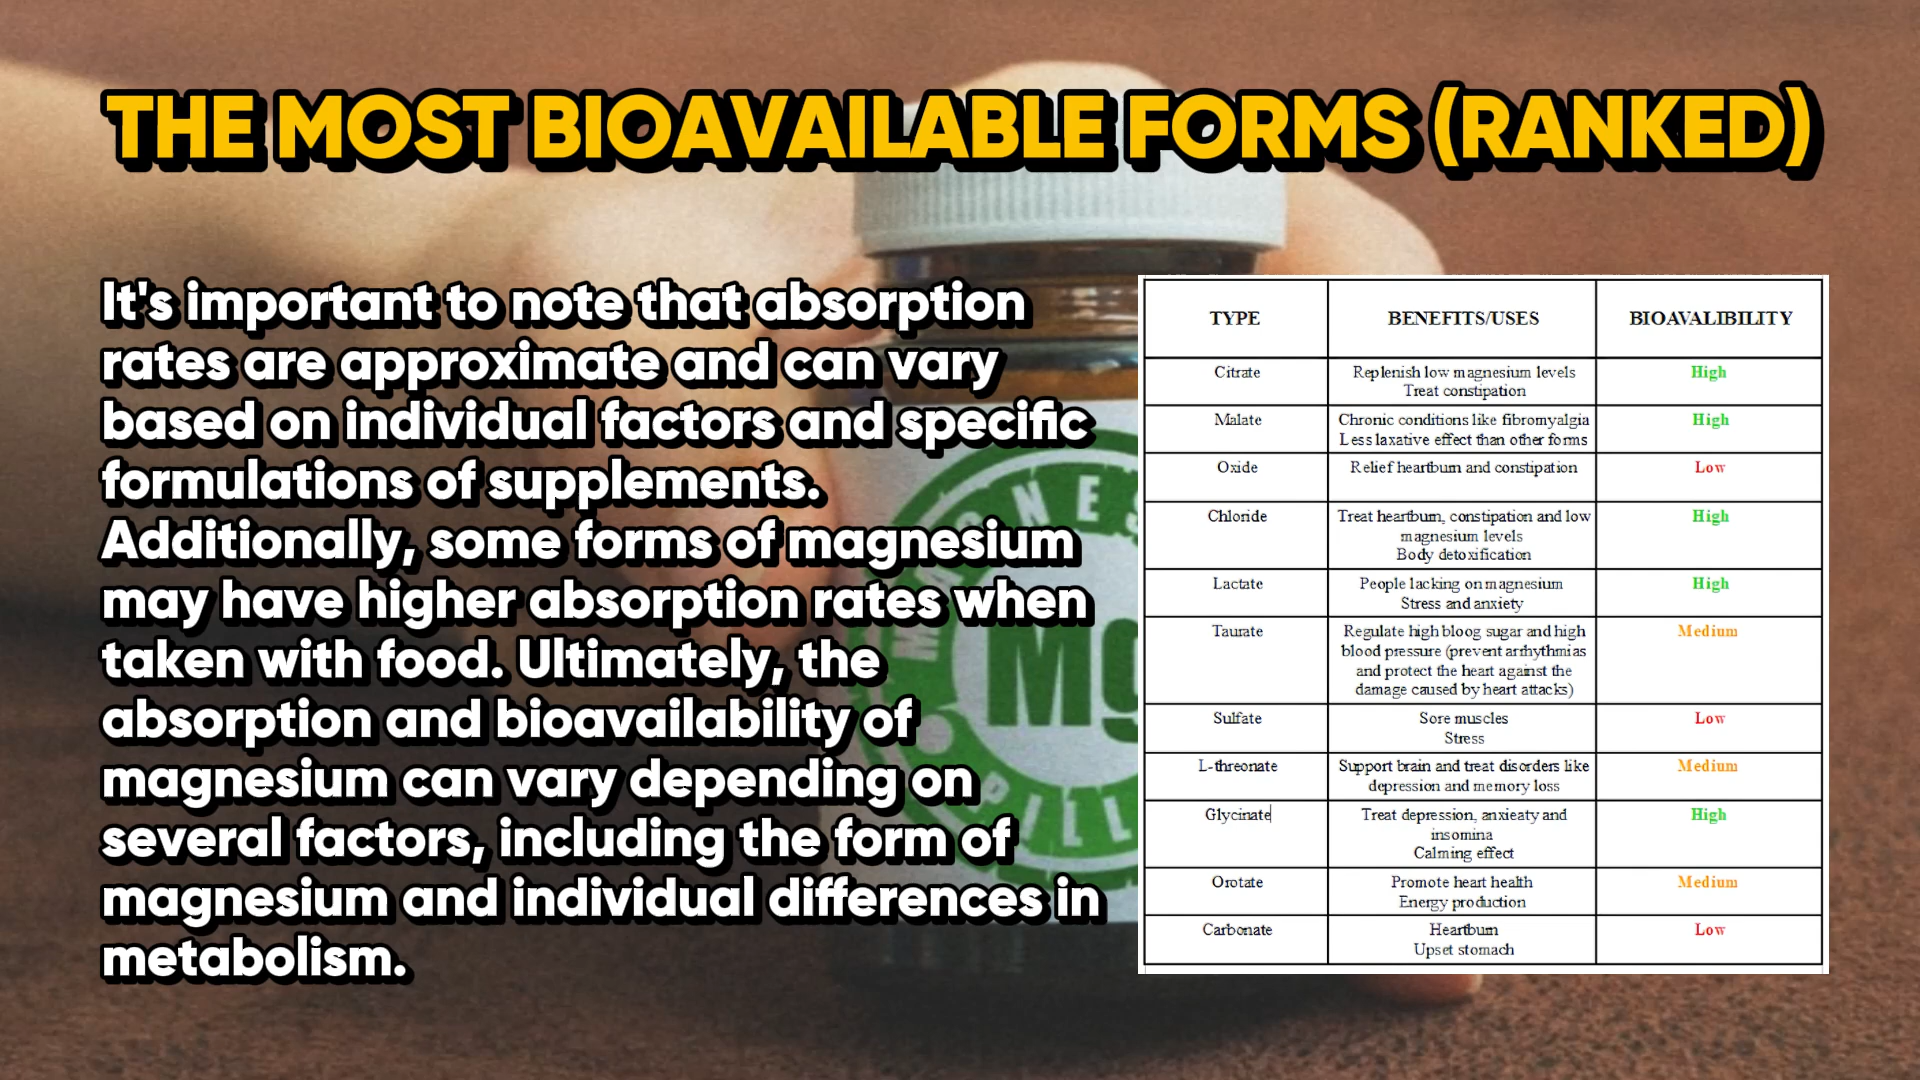 THE MOST BIOAVAILABLE FORMS (RANKED)
It's important to note that absorption
rates are approximate and can vary
based on individual factors and specific
formulations of supplements.
Additionally, some forms of magnesium
may have higher absorption rates when
taken with food. Ultimately, the
absorption and bioavailability of
magnesium can vary depending on
several factors, including the form of
magnesium and individual differences in
metabolism.
TYPE BENEFITS/USES BIOAVALIBILITY
Citrate Replenish low magnesium levels High
Treat constipation
Malate Chronic conditions like fibromyalgia High
Less laxative effect than other forms
Oxide Relief heartburn and constipation Low
Chloride Treat heartburn, constipation and low High
magnesium levels
Body detoxification
Lactate People lacking on magnesium High
Stress and anxiety
Taurate Regulate high bloog sugar and high Medium
blood pressure (prevent arrhythmias
and protect the heart against the
damage caused by heart attacks)
Sulfate Sore muscles Low
Stress
L-threonate Support brain and treat disorders like Medium
depression and memory loss
Glycinate Treat depression, anxieaty and High
insomina
Calming effect
Orotate Promote heart health Medium
Energy production
Carbonate Heartburn Low
Upset stomach